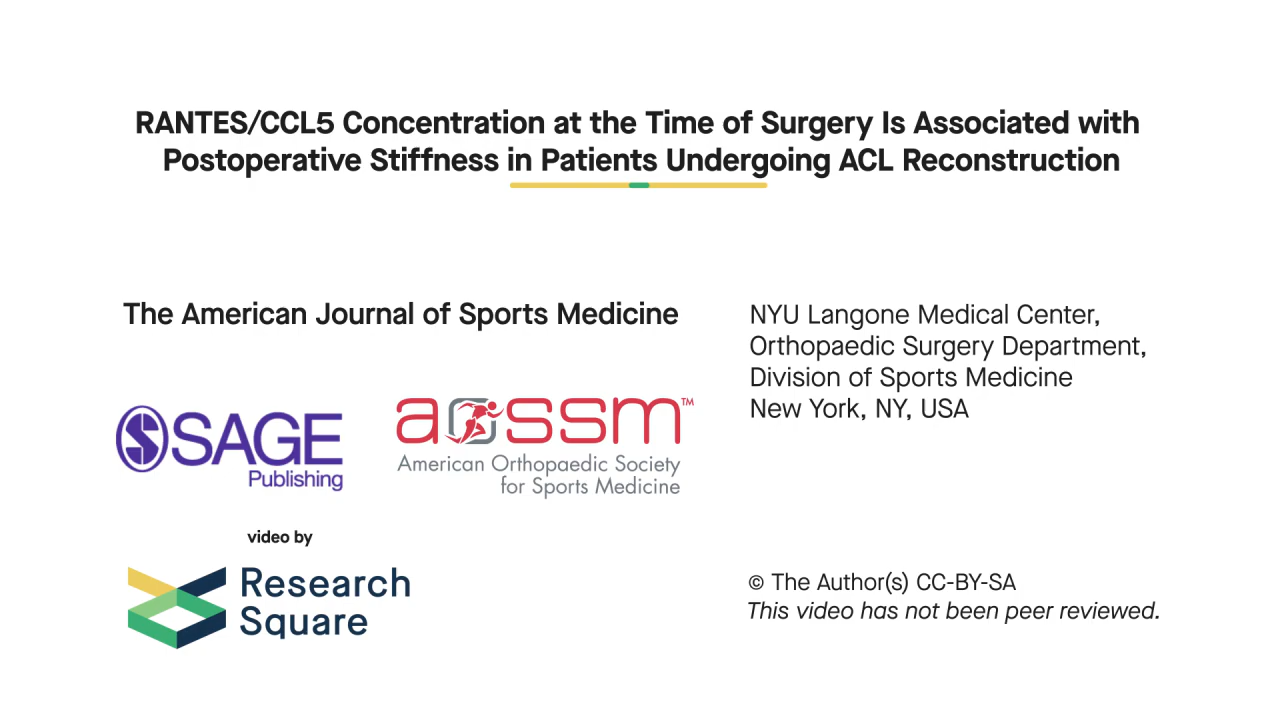 RANTES/CCL5 Concentration at the Time of Surgery Is Associated with
Postoperative Stiffness in Patients Undergoing ACL Reconstruction
The American Journal of Sports Medicine
SAGE
Publishing
aossm™
American Orthopaedic Society
for Sports Medicine
NYU Langone Medical Center,
Orthopaedic Surgery Department,
Division of Sports Medicine
New York, NY, USA
video by
Research
Square
© The Author(s) CC-BY-SA
This video has not been peer reviewed.